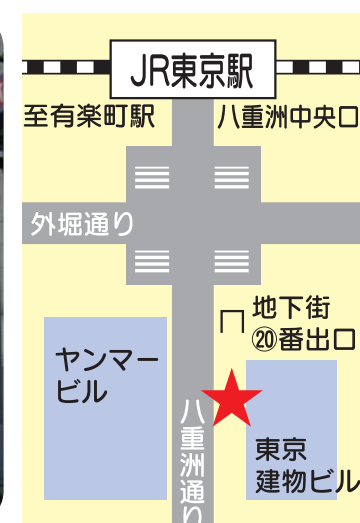 JR東京駅
至有楽町駅
八重洲中央口
外堀通り
地下街
⑳番出口
ヤンマー
ビル
八重洲通り
東京
建物ビル